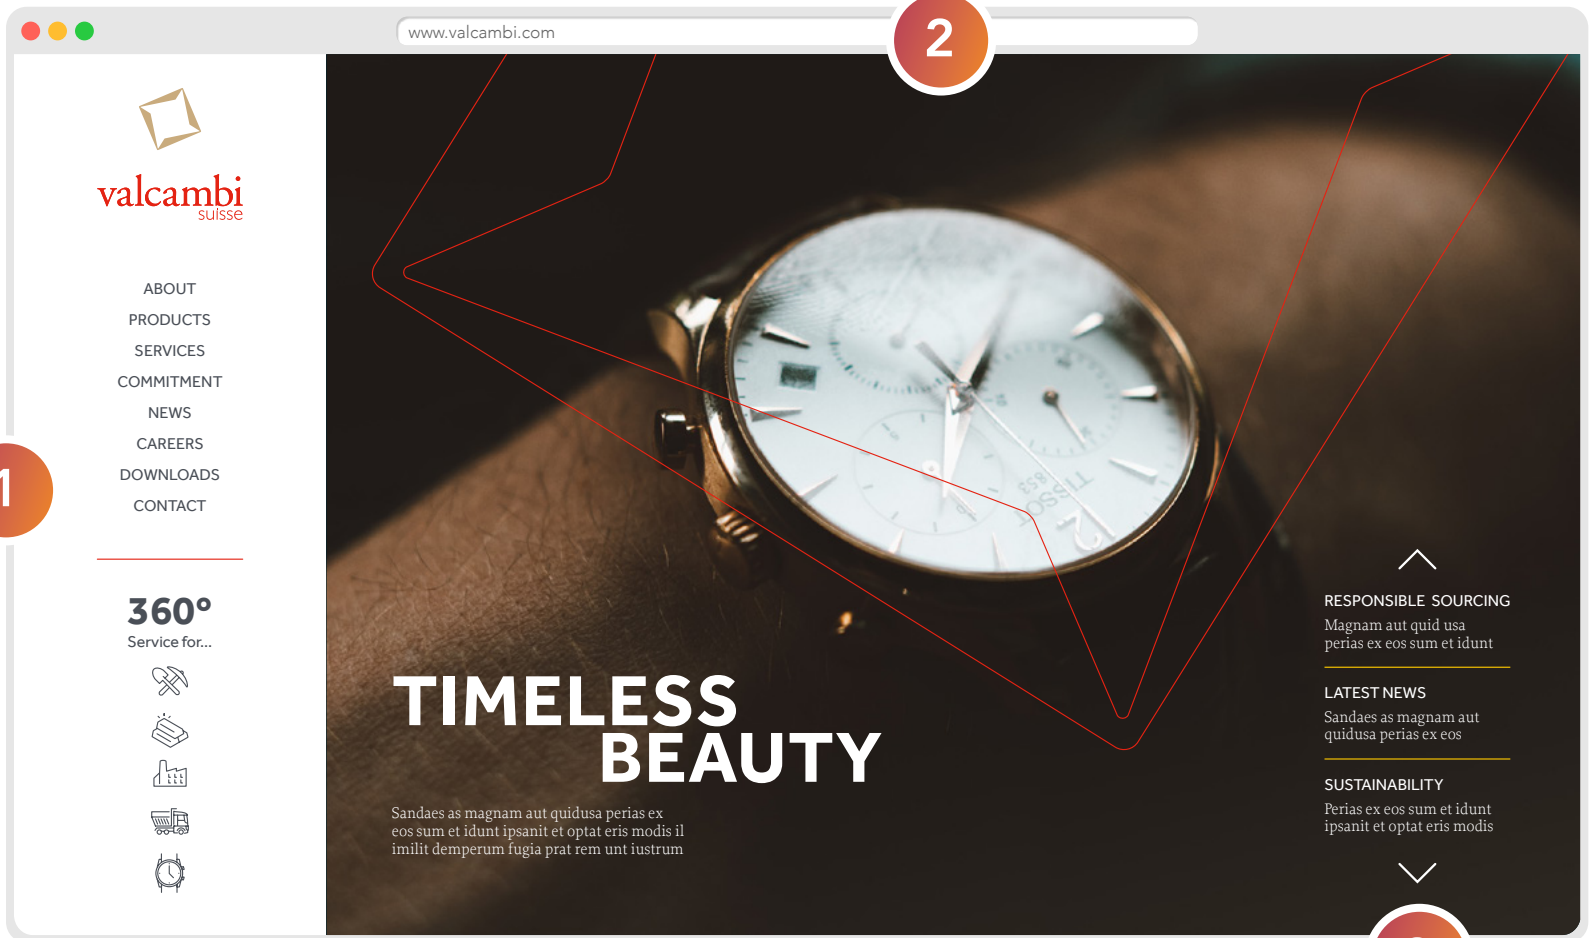 www.valcambi.com
2
valcambi
suisse
ABOUT
PRODUCTS
SERVICES
COMMITMENT
NEWS
CAREERS
DOWNLOADS
CONTACT
1
360°
Service for...
TISSOT
1853
12
TIMELESS
BEAUTY
Sandaes as magnam aut quidusa perias ex
eos sum et idunt ipsanit et optat eris modis il
imilit demperum fugia prat rem unt iustrum
RESPONSIBLE SOURCING
Magnam aut quid usa
perias ex eos sum et idunt
LATEST NEWS
Sandaes as magnam aut
quidusa perias ex eos
SUSTAINABILITY
Perias ex eos sum et idunt
ipsanit et optat eris modis